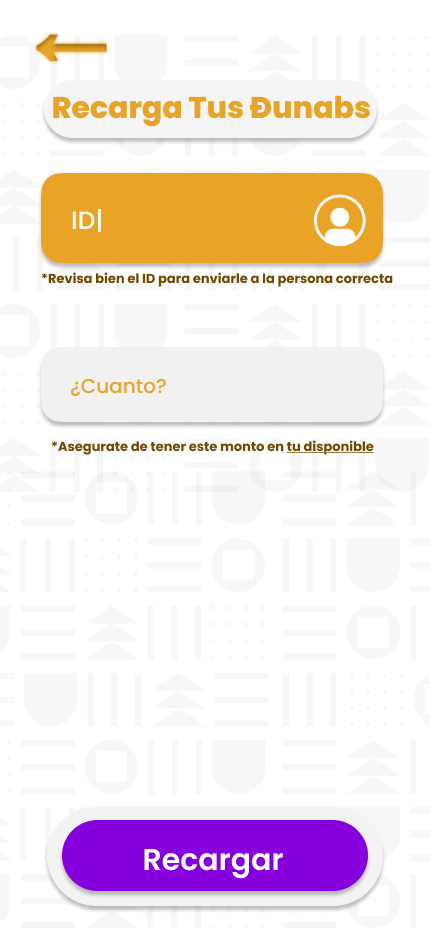 Recarga Tus Đunabs
ID|
*Revisa bien el ID para enviarle a la persona correcta
¿Cuanto?
*Asegurate de tener este monto en tu disponible
Recargar